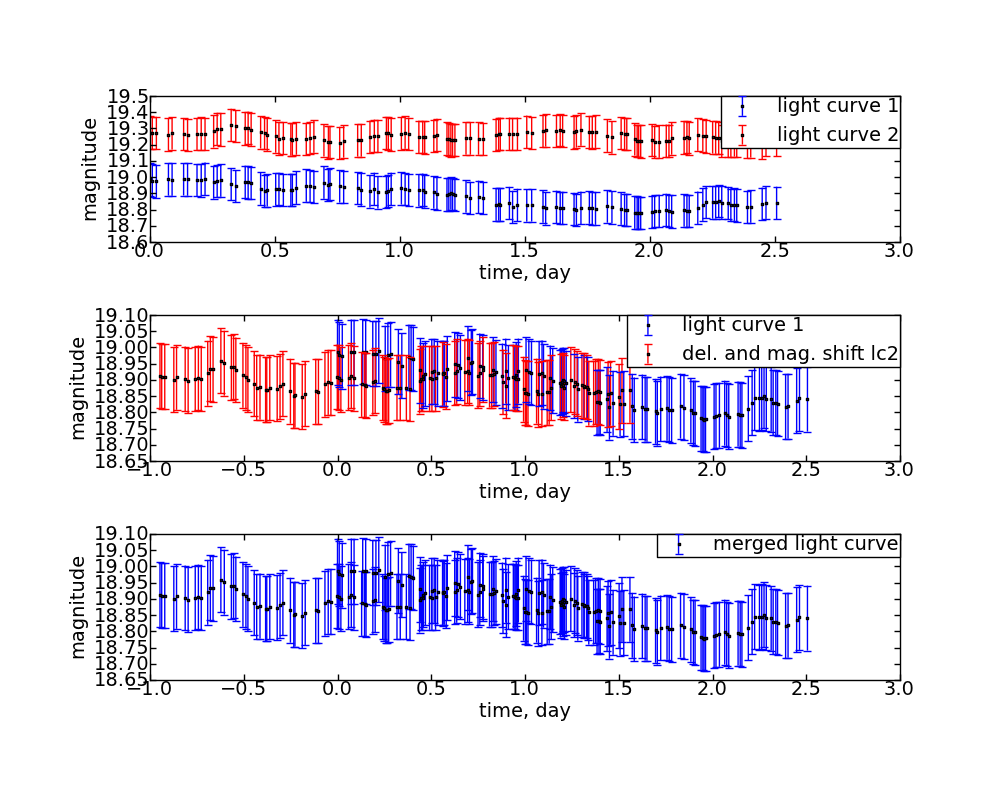 19.5
19.4
19.3
19.2
19.1
19.0
18.9
18.8
18.7
18.6
magnitude
light curve 1
light curve 2
0.0 0.5 1.0 1.5 2.0 2.5 3.0
time, day
19.10
19.05
19.00
18.95
18.90
18.85
18.80
18.75
18.70
18.65
magnitude
light curve 1
del. and mag. shift lc2
−1.0 −0.5 0.0 0.5 1.0 1.5 2.0 2.5 3.0
time, day
19.10
19.05
19.00
18.95
18.90
18.85
18.80
18.75
18.70
18.65
magnitude
merged light curve
−1.0 −0.5 0.0 0.5 1.0 1.5 2.0 2.5 3.0
time, day